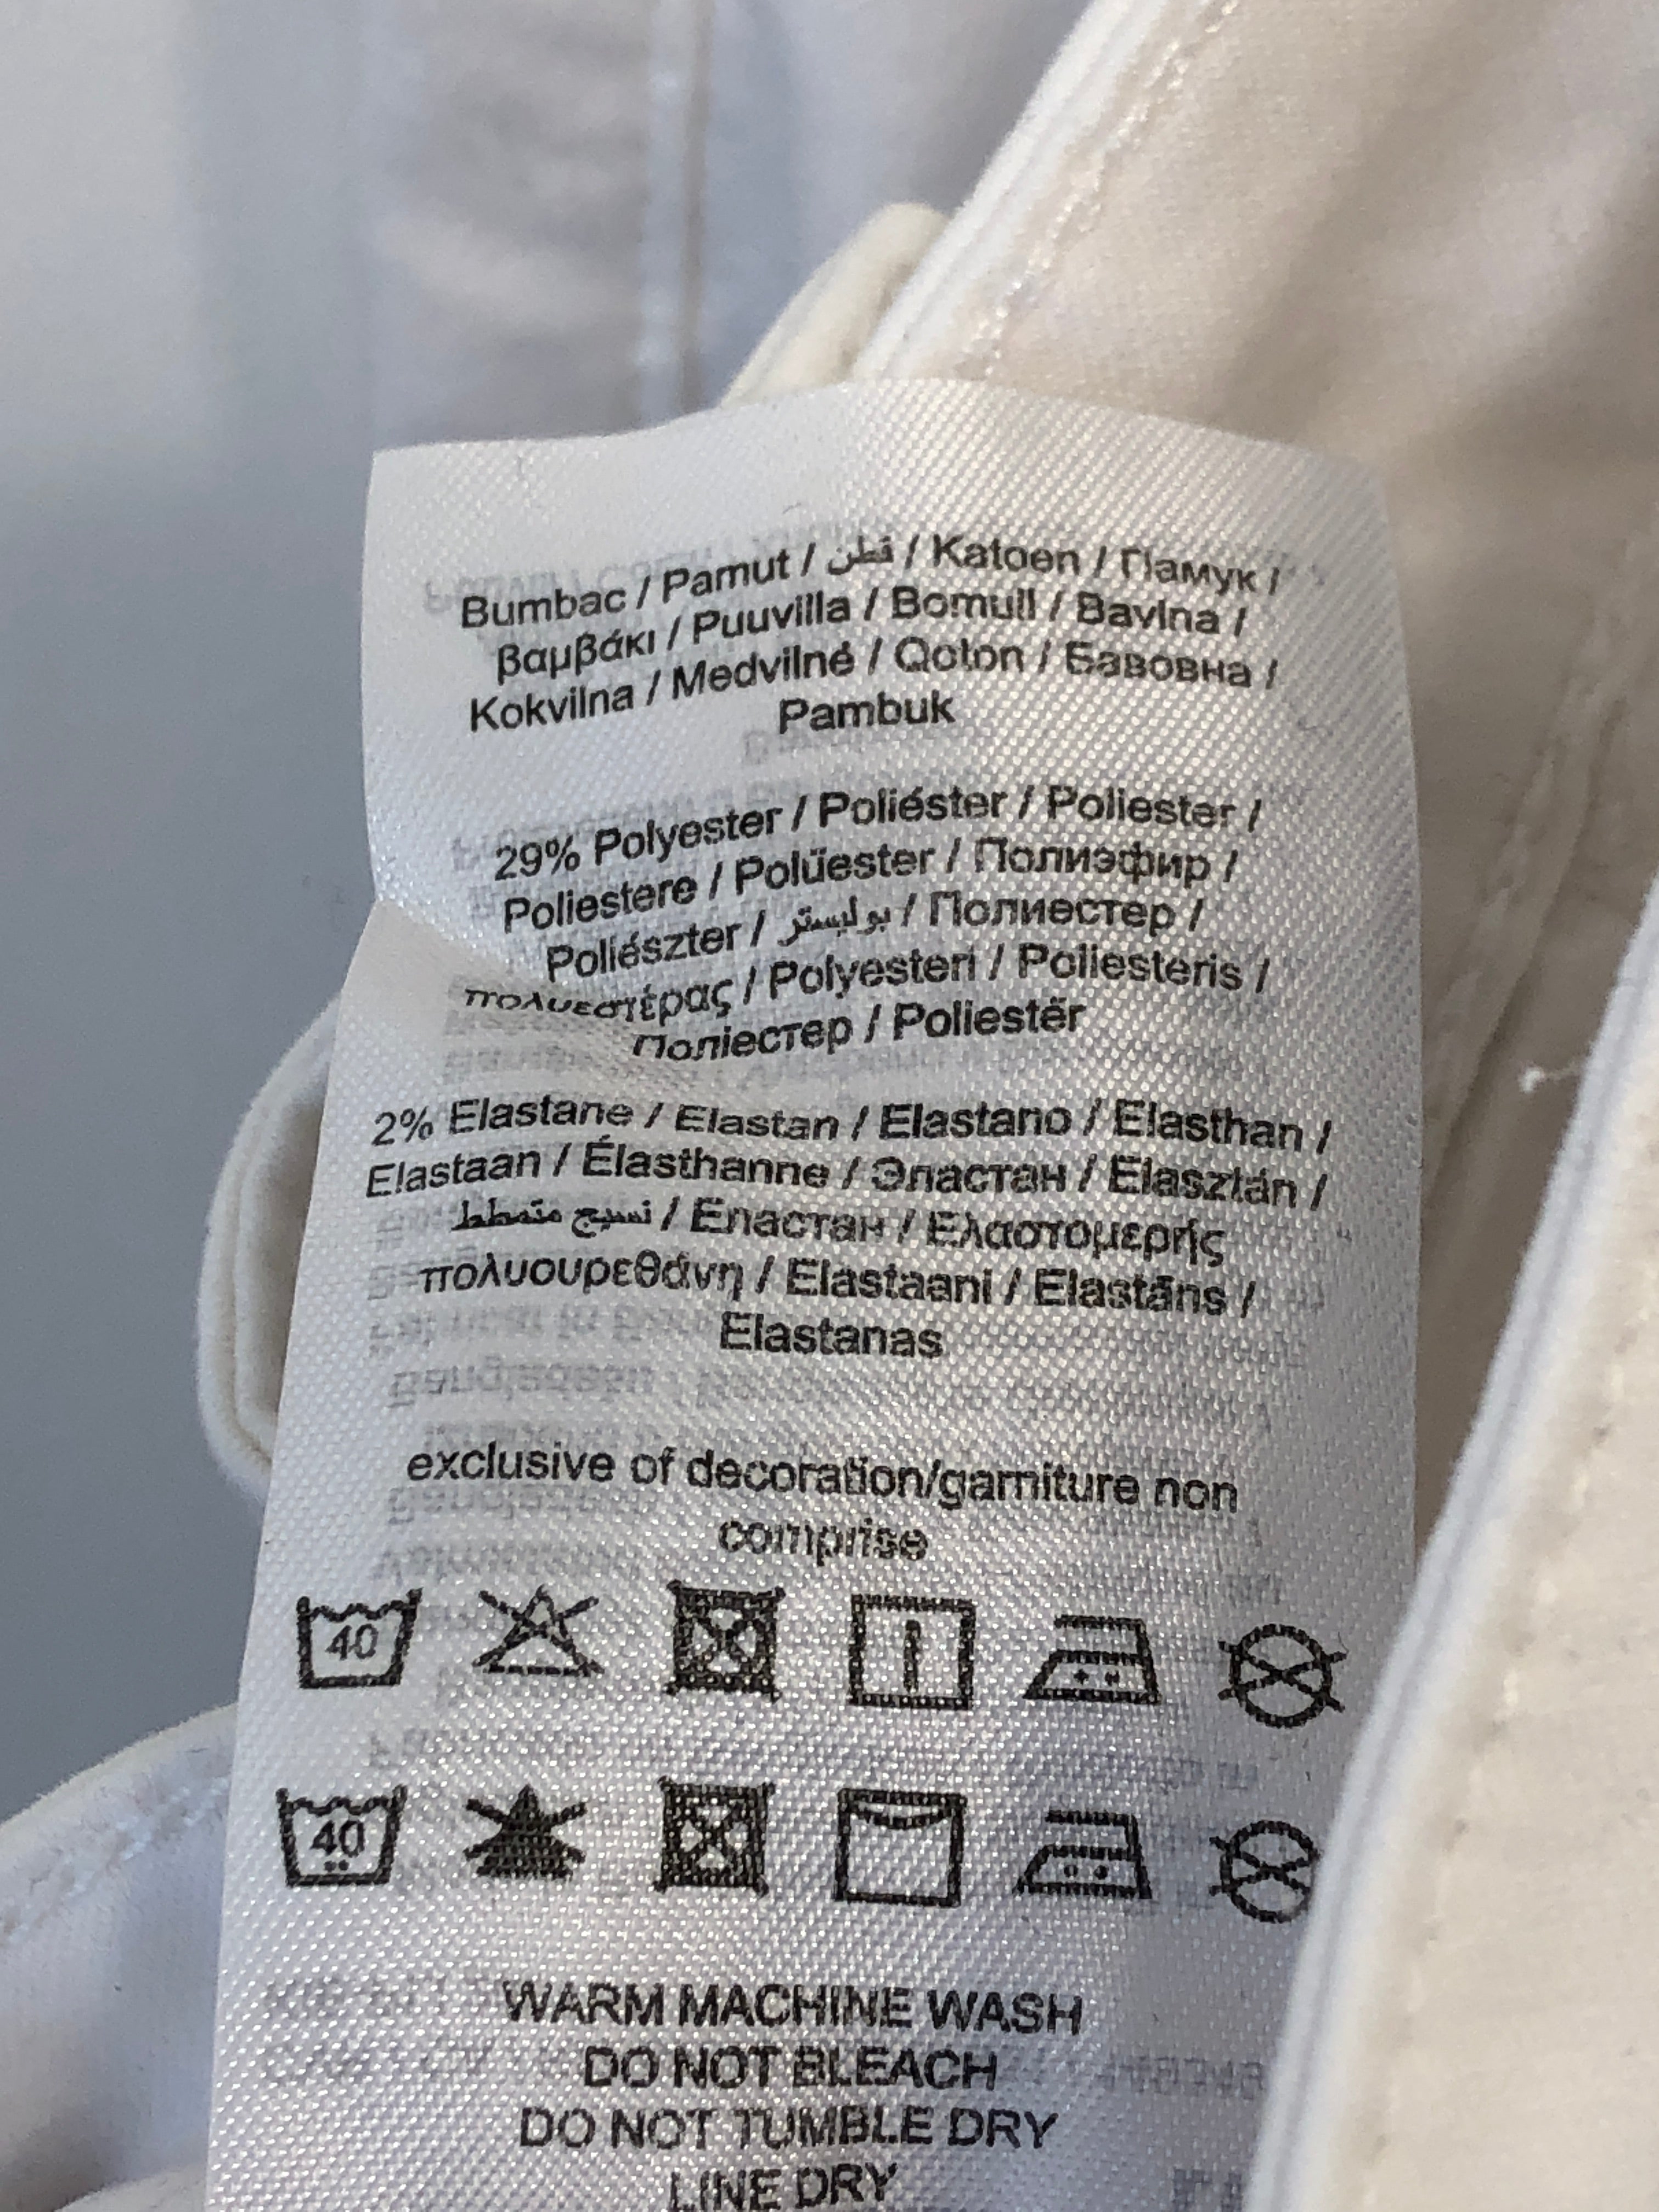 Bumbac / Pamut / قطن / Katoen / Памук /
βαμβάκι / Puuvilla / Bomull / Bavlna /
Kokvilna / Medvilné / Qoton / Бавовна /
Pambuk
29% Polyester / Poliéster / Poliester /
Poliestere / Polüester / Полиэфир /
Poliészter / بوليستر / Полиестер /
πολυεστέρας / Polyesteri / Poliesteris /
Поліестер / Poliestër
2% Elastane / Elastan / Elastano / Elasthan /
Elastaan / Élasthanne / Эластан / Elasztán /
نسيج متمطط / Еластан / Ελαστομερής
πολυουρεθάνη / Elastaani / Elastāns /
Elastanas
exclusive of decoration/garniture non
comprise
40
40
WARM MACHINE WASH
DO NOT BLEACH
DO NOT TUMBLE DRY
LINE DRY